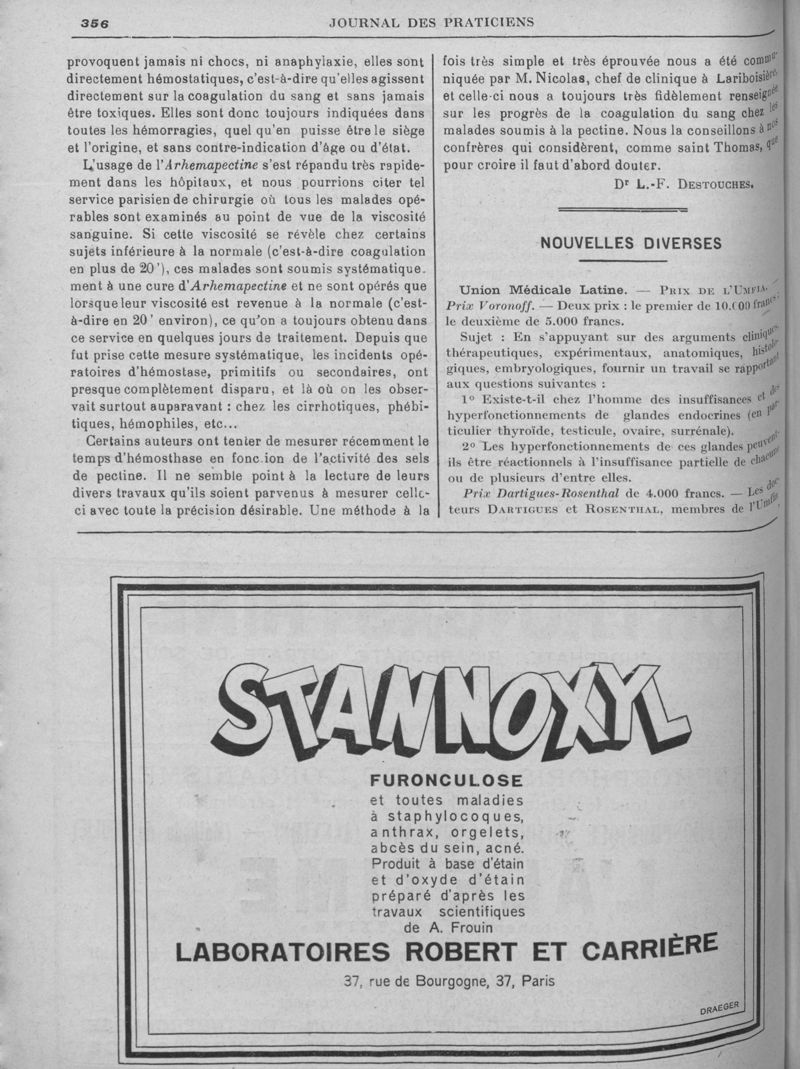 356
JOURNAL DES PRATICIENS
provoquent jamais ni chocs, ni anaphylaxie, elles sont
directement hémostatiques, c'est-à-dire qu'elles agissent
directement sur la coagulation du sang et sans jamais
être toxiques. Elles sont donc toujours indiquées dans
toutes les hémorragies, quel qu'en puisse être le siège
et l'origine, et sans contre-indication d'âge ou d'état.
L'usage de l'Arhemapectine s'est répandu très rapide-
ment dans les hôpitaux, et nous pourrions citer tel
service parisien de chirurgie où tous les malades opé-
rables sont examinés au point de vue de la viscosité
sanguine. Si cette viscosité se révèle chez certains
sujets inférieure à la normale (c'est-à-dire coagulation
en plus de 20'), ces malades sont soumis systématique.
ment à une cure d'Arhemapectine et ne sont opérés que
lorsque leur viscosité est revenue à la normale (c'est-
à-dire en 20' environ), ce qu'on a toujours obtenu dans
ce service en quelques jours de traitement. Depuis que
fut prise cette mesure systématique, les incidents opé-
ratoires d'hémostase, primitifs ou secondaires, ont
presque complètement disparu, et là où on les obser-
vait surtout auparavant : chez les cirrhotiques, phébi-
tiques, hémophiles, etc...
Certains auteurs ont tenter de mesurer récemment le
temps d'hémosthase en fonc.ion de l'activité des sels
de pectine. Il ne semble point à la lecture de leurs
divers travaux qu'ils soient parvenus à mesurer celle-
ci avec toute la précision désirable. Une méthode à la
fois très simple et très éprouvée nous a été commu-
niquée par M. Nicolas, chef de clinique à Lariboisière,
et celle-ci nous a toujours très fidèlement renseignée
sur les progrès de la coagulation du sang chez les
malades soumis à la pectine. Nous la conseillons à nos
confrères qui considèrent, comme saint Thomas, que
pour croire il faut d'abord douter.
Dr L.-F. DESTOUCHES.
NOUVELLES DIVERSES
Union Médicale Latine. — PRIX DE L'UMFIA. —
Prix Voronoff. — Deux prix : le premier de 10.000 francs;
le deuxième de 5.000 francs.
Sujet : En s'appuyant sur des arguments cliniques,
thérapeutiques, expérimentaux, anatomiques, histolo-
giques, embryologiques, fournir un travail se rapportant
aux questions suivantes :
1º Existe-t-il chez l'homme des insuffisances et des
hyperfonctionnements de glandes endocrines (en par-
ticulier thyroïde, testicule, ovaire, surrénale).
2º Les hyperfonctionnements de ces glandes peuvent-
ils être réactionnels à l'insuffisance partielle de chacune
ou de plusieurs d'entre elles.
Prix Dartigues-Rosenthal de 4.000 francs. — Les doc-
teurs DARTIGUES et ROSENTHAL, membres de l'Umfia,
STANNOXYL
FURONCULOSE
et toutes maladies
à staphylocoques,
anthrax, orgelets,
abcès du sein, acné.
Produit à base d'étain
et d'oxyde d'étain
préparé d'après les
travaux scientifiques
de A. Frouin
LABORATOIRES ROBERT ET CARRIÈRE
37, rue de Bourgogne, 37, Paris
DRAEGER